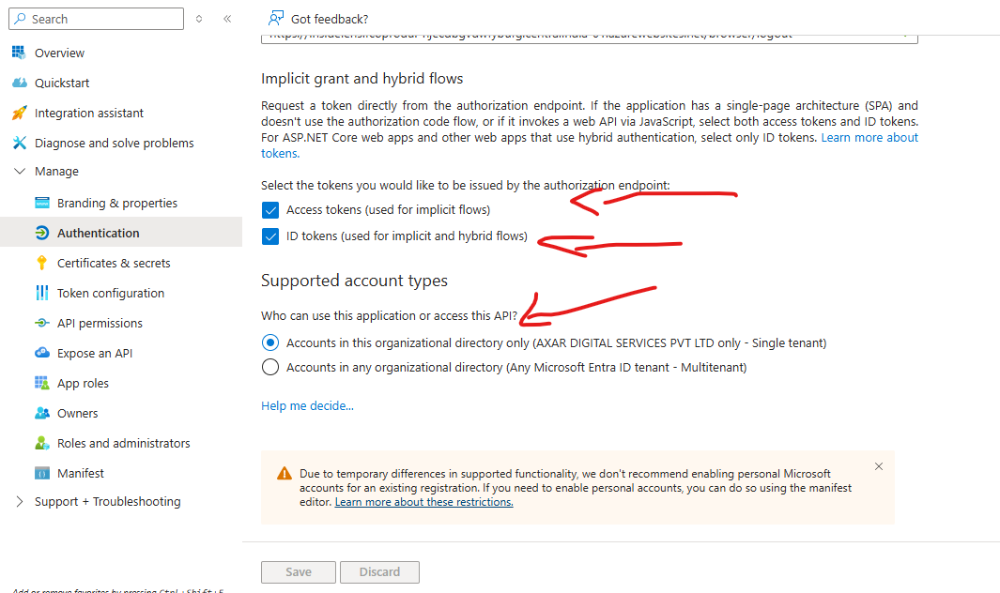 Search
Got feedback?
Overview
Quickstart
Integration assistant
Diagnose and solve problems
Manage
Branding & properties
Authentication
Certificates & secrets
Token configuration
API permissions
Expose an API
App roles
Owners
Roles and administrators
Manifest
Support + Troubleshooting
Add or remove favorites by pressing Ctrl+Shift+F
Implicit grant and hybrid flows
Request a token directly from the authorization endpoint. If the application has a single-page architecture (SPA) and
doesn't use the authorization code flow, or if it invokes a web API via JavaScript, select both access tokens and ID tokens.
For ASP.NET Core web apps and other web apps that use hybrid authentication, select only ID tokens. Learn more about
tokens.
Select the tokens you would like to be issued by the authorization endpoint:
Access tokens (used for implicit flows)
ID tokens (used for implicit and hybrid flows)
Supported account types
Who can use this application or access this API?
Accounts in this organizational directory only (AXAR DIGITAL SERVICES PVT LTD only - Single tenant)
Accounts in any organizational directory (Any Microsoft Entra ID tenant - Multitenant)
Help me decide...
Due to temporary differences in supported functionality, we don't recommend enabling personal Microsoft
accounts for an existing registration. If you need to enable personal accounts, you can do so using the manifest
editor. Learn more about these restrictions.
Save
Discard